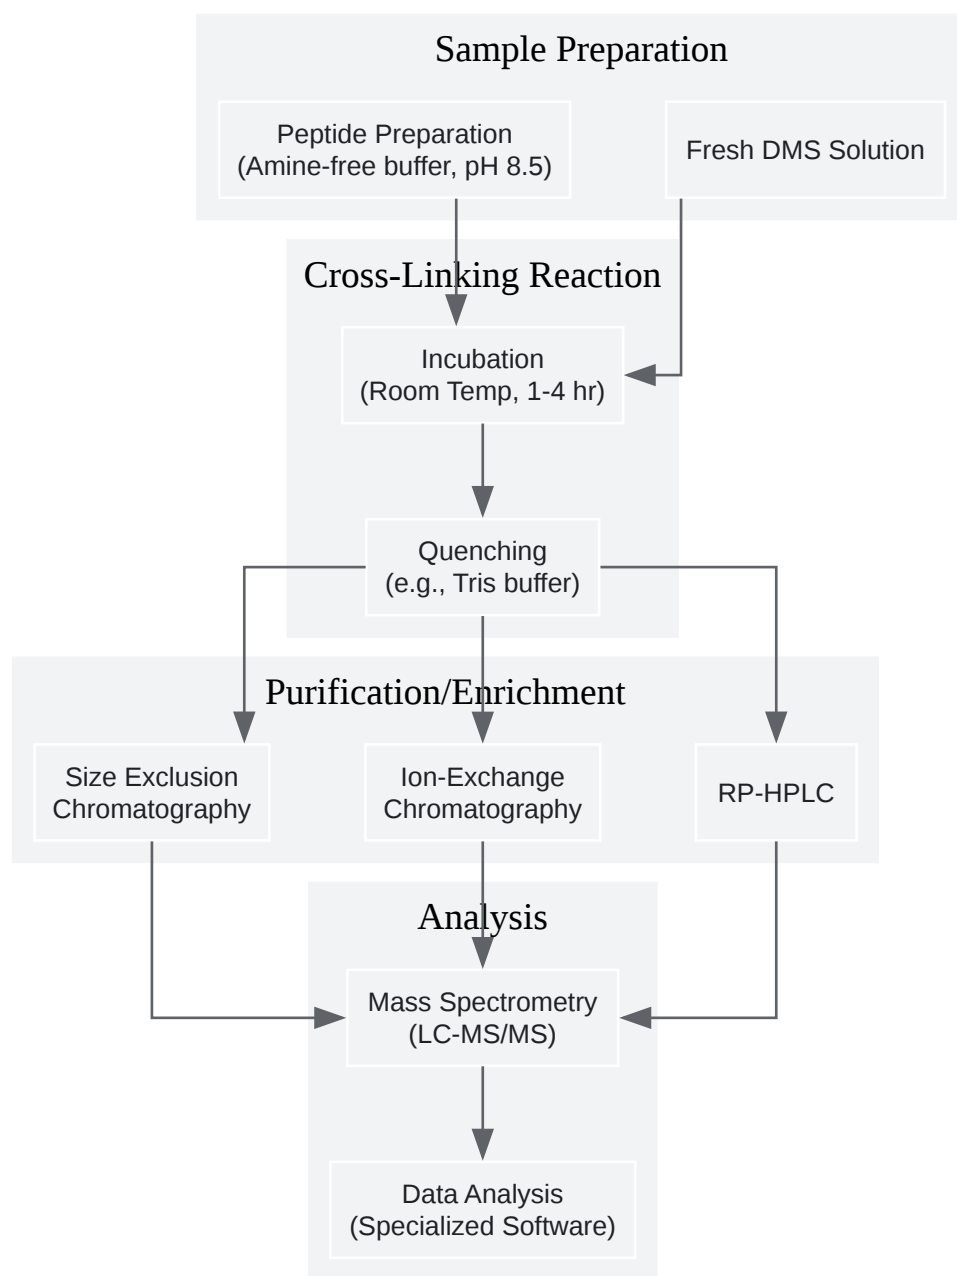 Sample Preparation
Peptide Preparation
(Amine-free buffer, pH 8.5)
Fresh DMS Solution
Cross-Linking Reaction
Incubation
(Room Temp, 1-4 hr)
Quenching
(e.g., Tris buffer)
Purification/Enrichment
Size Exclusion
Chromatography
Ion-Exchange
Chromatography
RP-HPLC
Analysis
Mass Spectrometry
(LC-MS/MS)
Data Analysis
(Specialized Software)